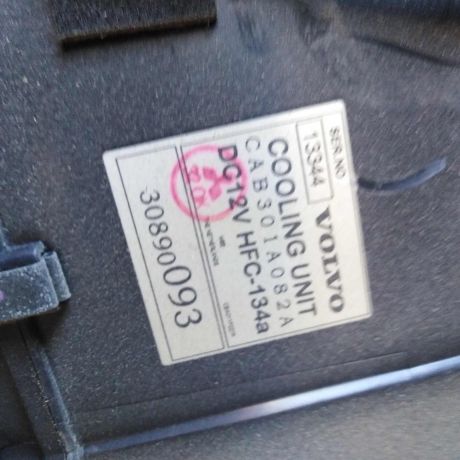 SER.NO
13344 VOLVO
COOLING UNIT
CAB301A082A
DC12V HFC-134a
30890093